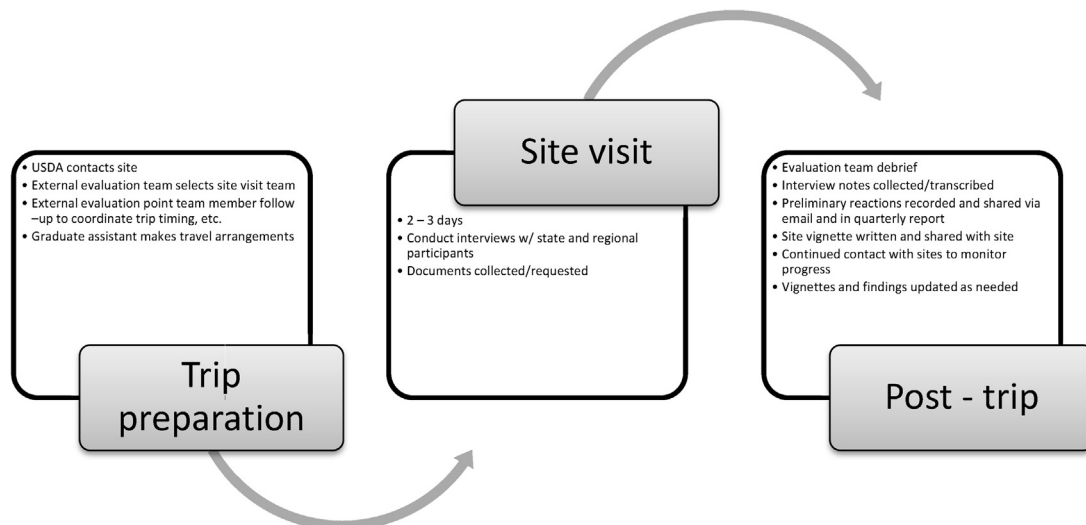 • USDA contacts site
• External evaluation team selects site visit team
• External evaluation point team member follow
–up to coordinate trip timing, etc.
• Graduate assistant makes travel arrangements
Trip
preparation
Site visit
• 2 – 3 days
• Conduct interviews w/ state and regional
participants
• Documents collected/requested
• Evaluation team debrief
• Interview notes collected/transcribed
• Preliminary reactions recorded and shared via
email and in quarterly report
• Site vignette written and shared with site
• Continued contact with sites to monitor
progress
• Vignettes and findings updated as needed
Post - trip